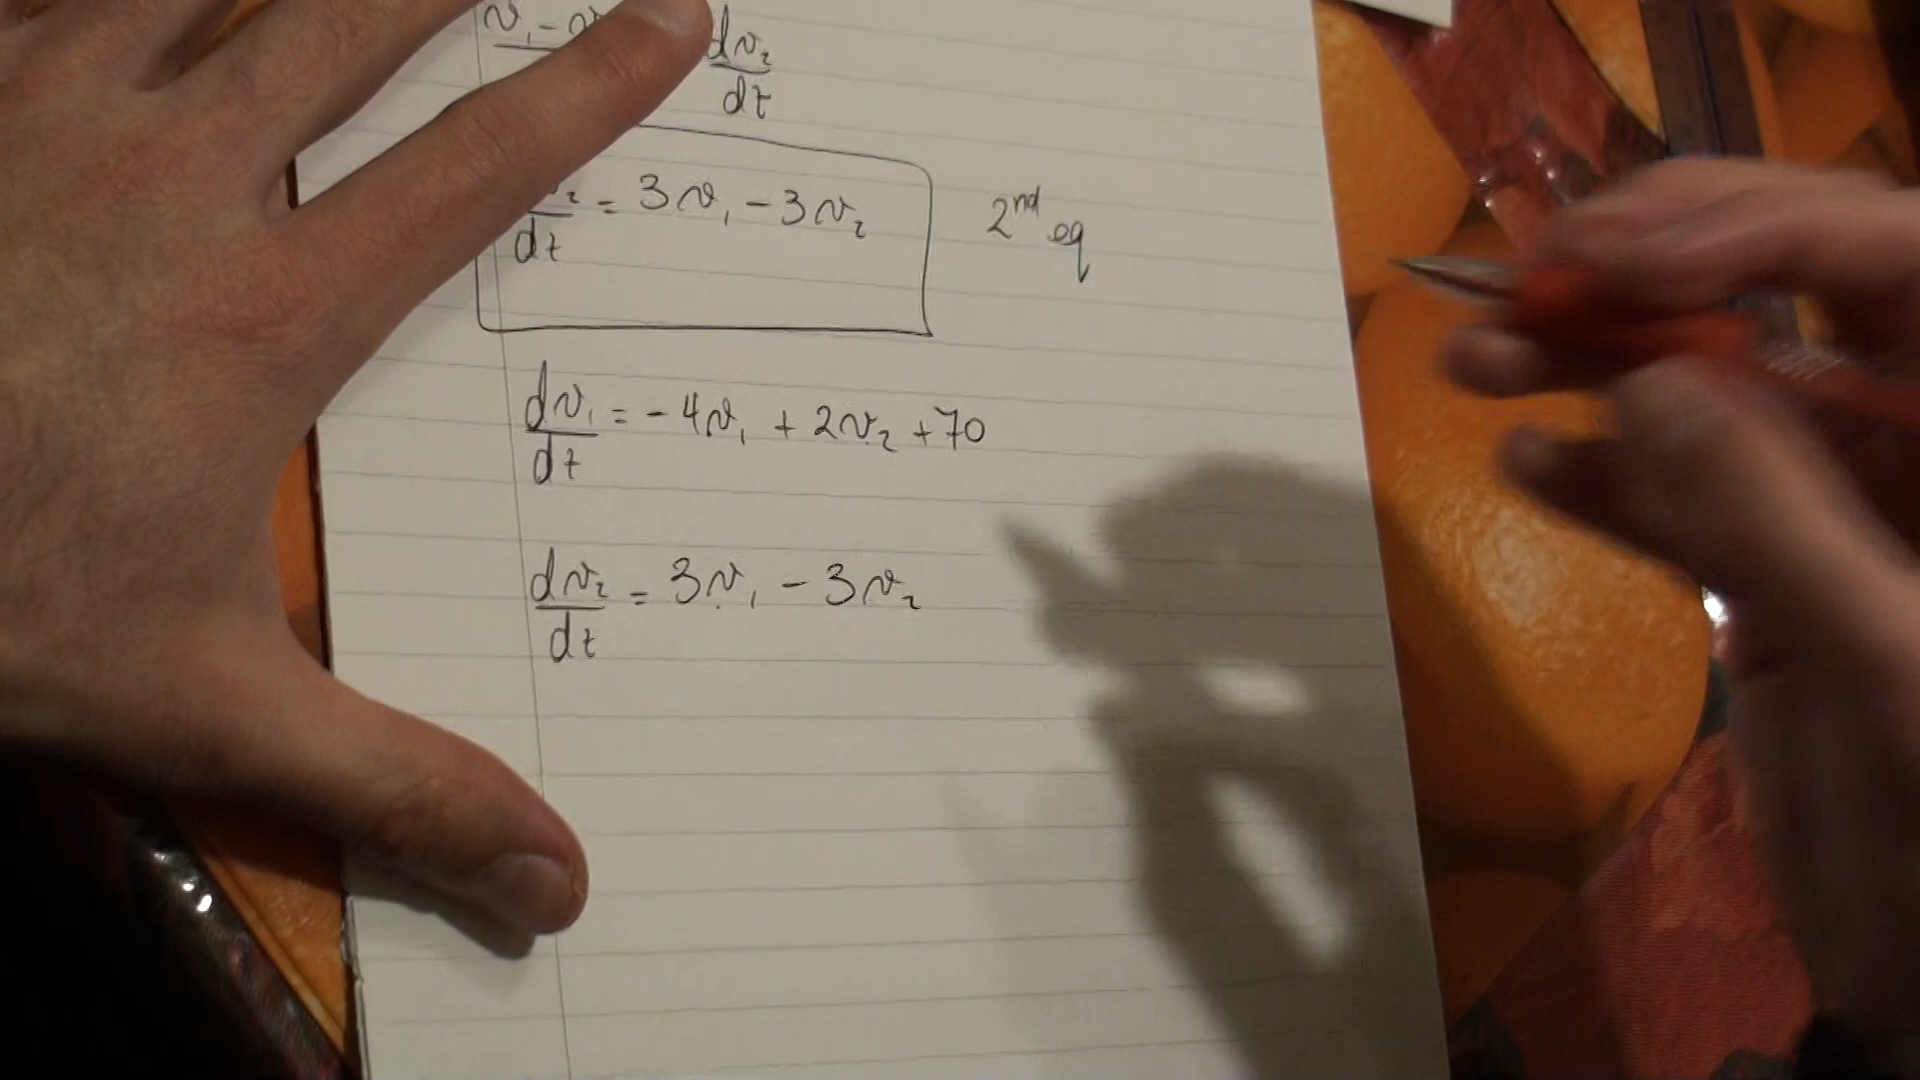 dv₂
dt
= 3v₁ - 3v₂ 2nd eq
dt
dv₁ = -4v₁ + 2v₂ + 70
dt
dv₂ = 3v₁ - 3v₂
dt